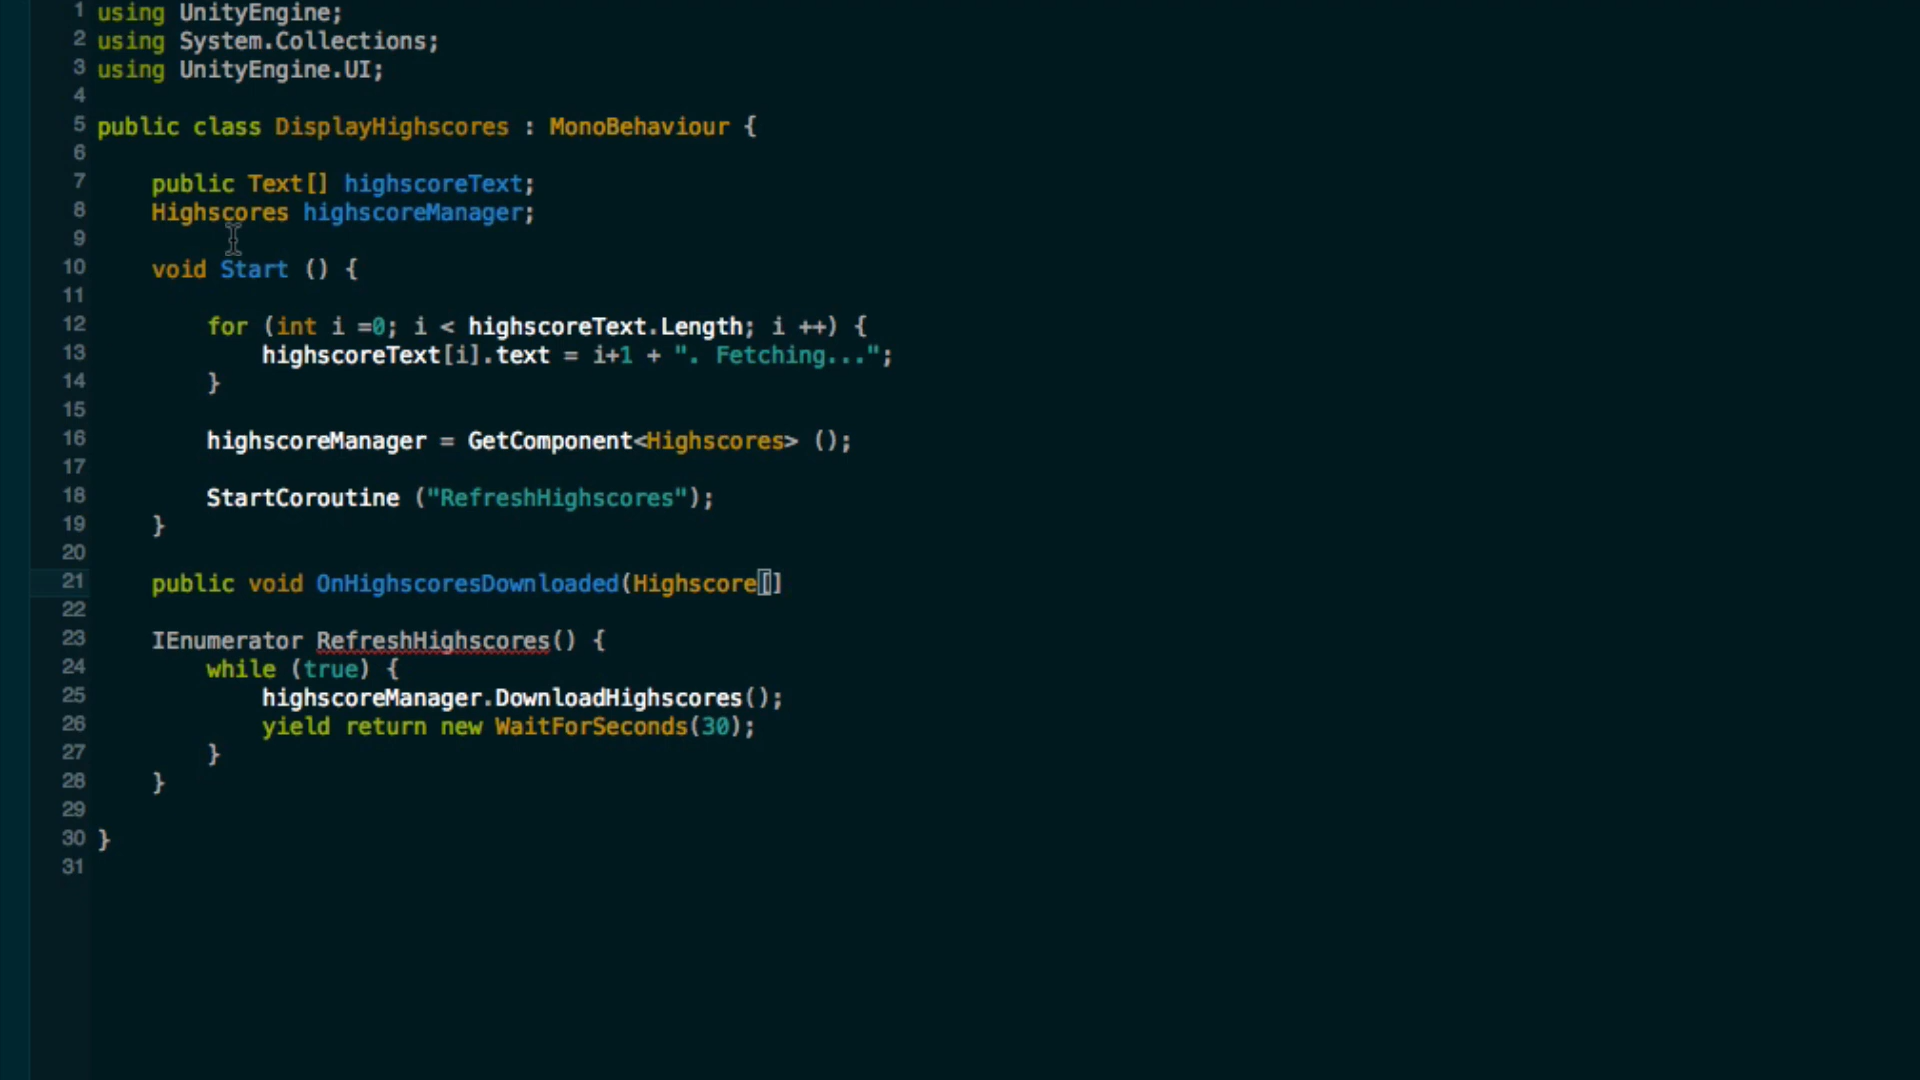 1 using UnityEngine;
2 using System.Collections;
3 using UnityEngine.UI;
4
5 public class DisplayHighscores : MonoBehaviour {
6
7 public Text[] highscoreText;
8 Highscores highscoreManager;
9
10 void Start () {
11
12 for (int i =0; i < highscoreText.Length; i ++) {
13 highscoreText[i].text = i+1 + ". Fetching...";
14 }
15
16 highscoreManager = GetComponent<Highscores> ();
17
18 StartCoroutine ("RefreshHighscores");
19 }
20
21 public void OnHighscoresDownloaded(Highscore[]
22
23 IEnumerator RefreshHighscores() {
24 while (true) {
25 highscoreManager.DownloadHighscores();
26 yield return new WaitForSeconds(30);
27 }
28 }
29
30 }
31